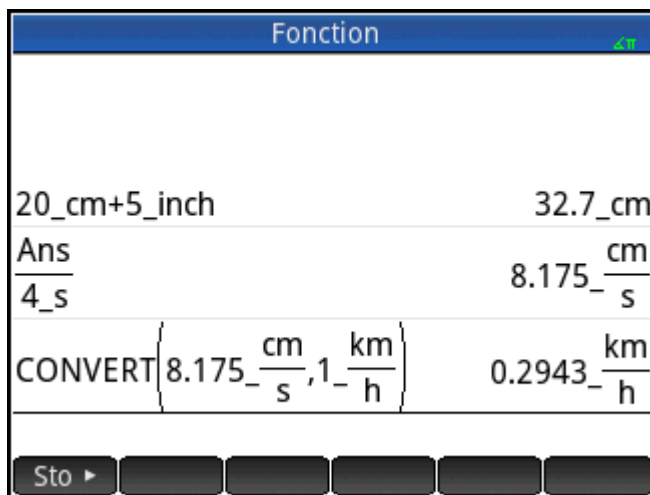 Fonction
∡π
20_cm+5_inch 32.7_cm
Ans/4_s 8.175_cm/s
CONVERT(8.175_cm/s,1_km/h) 0.2943_km/h
Sto ▸